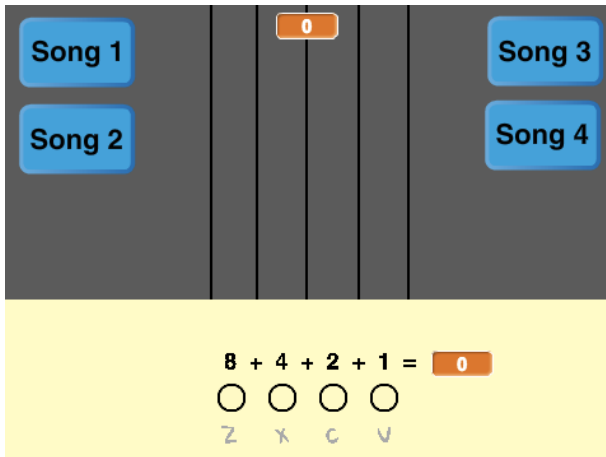 0
Song 1
Song 3
Song 2
Song 4
8 + 4 + 2 + 1 = 0
Z X C V